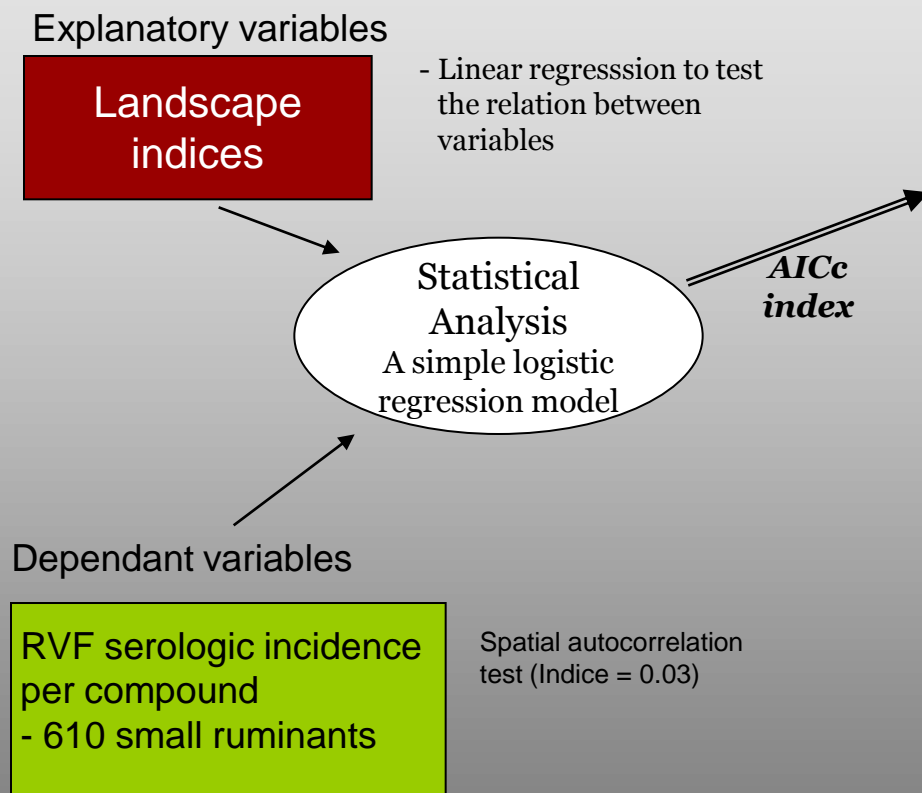 Explanatory variables
Landscape
indices
- Linear regresssion to test
the relation between
variables
Statistical
Analysis
A simple logistic
regression model
AICc
index
Dependant variables
RVF serologic incidence
per compound
- 610 small ruminants
Spatial autocorrelation
test (Indice = 0.03)